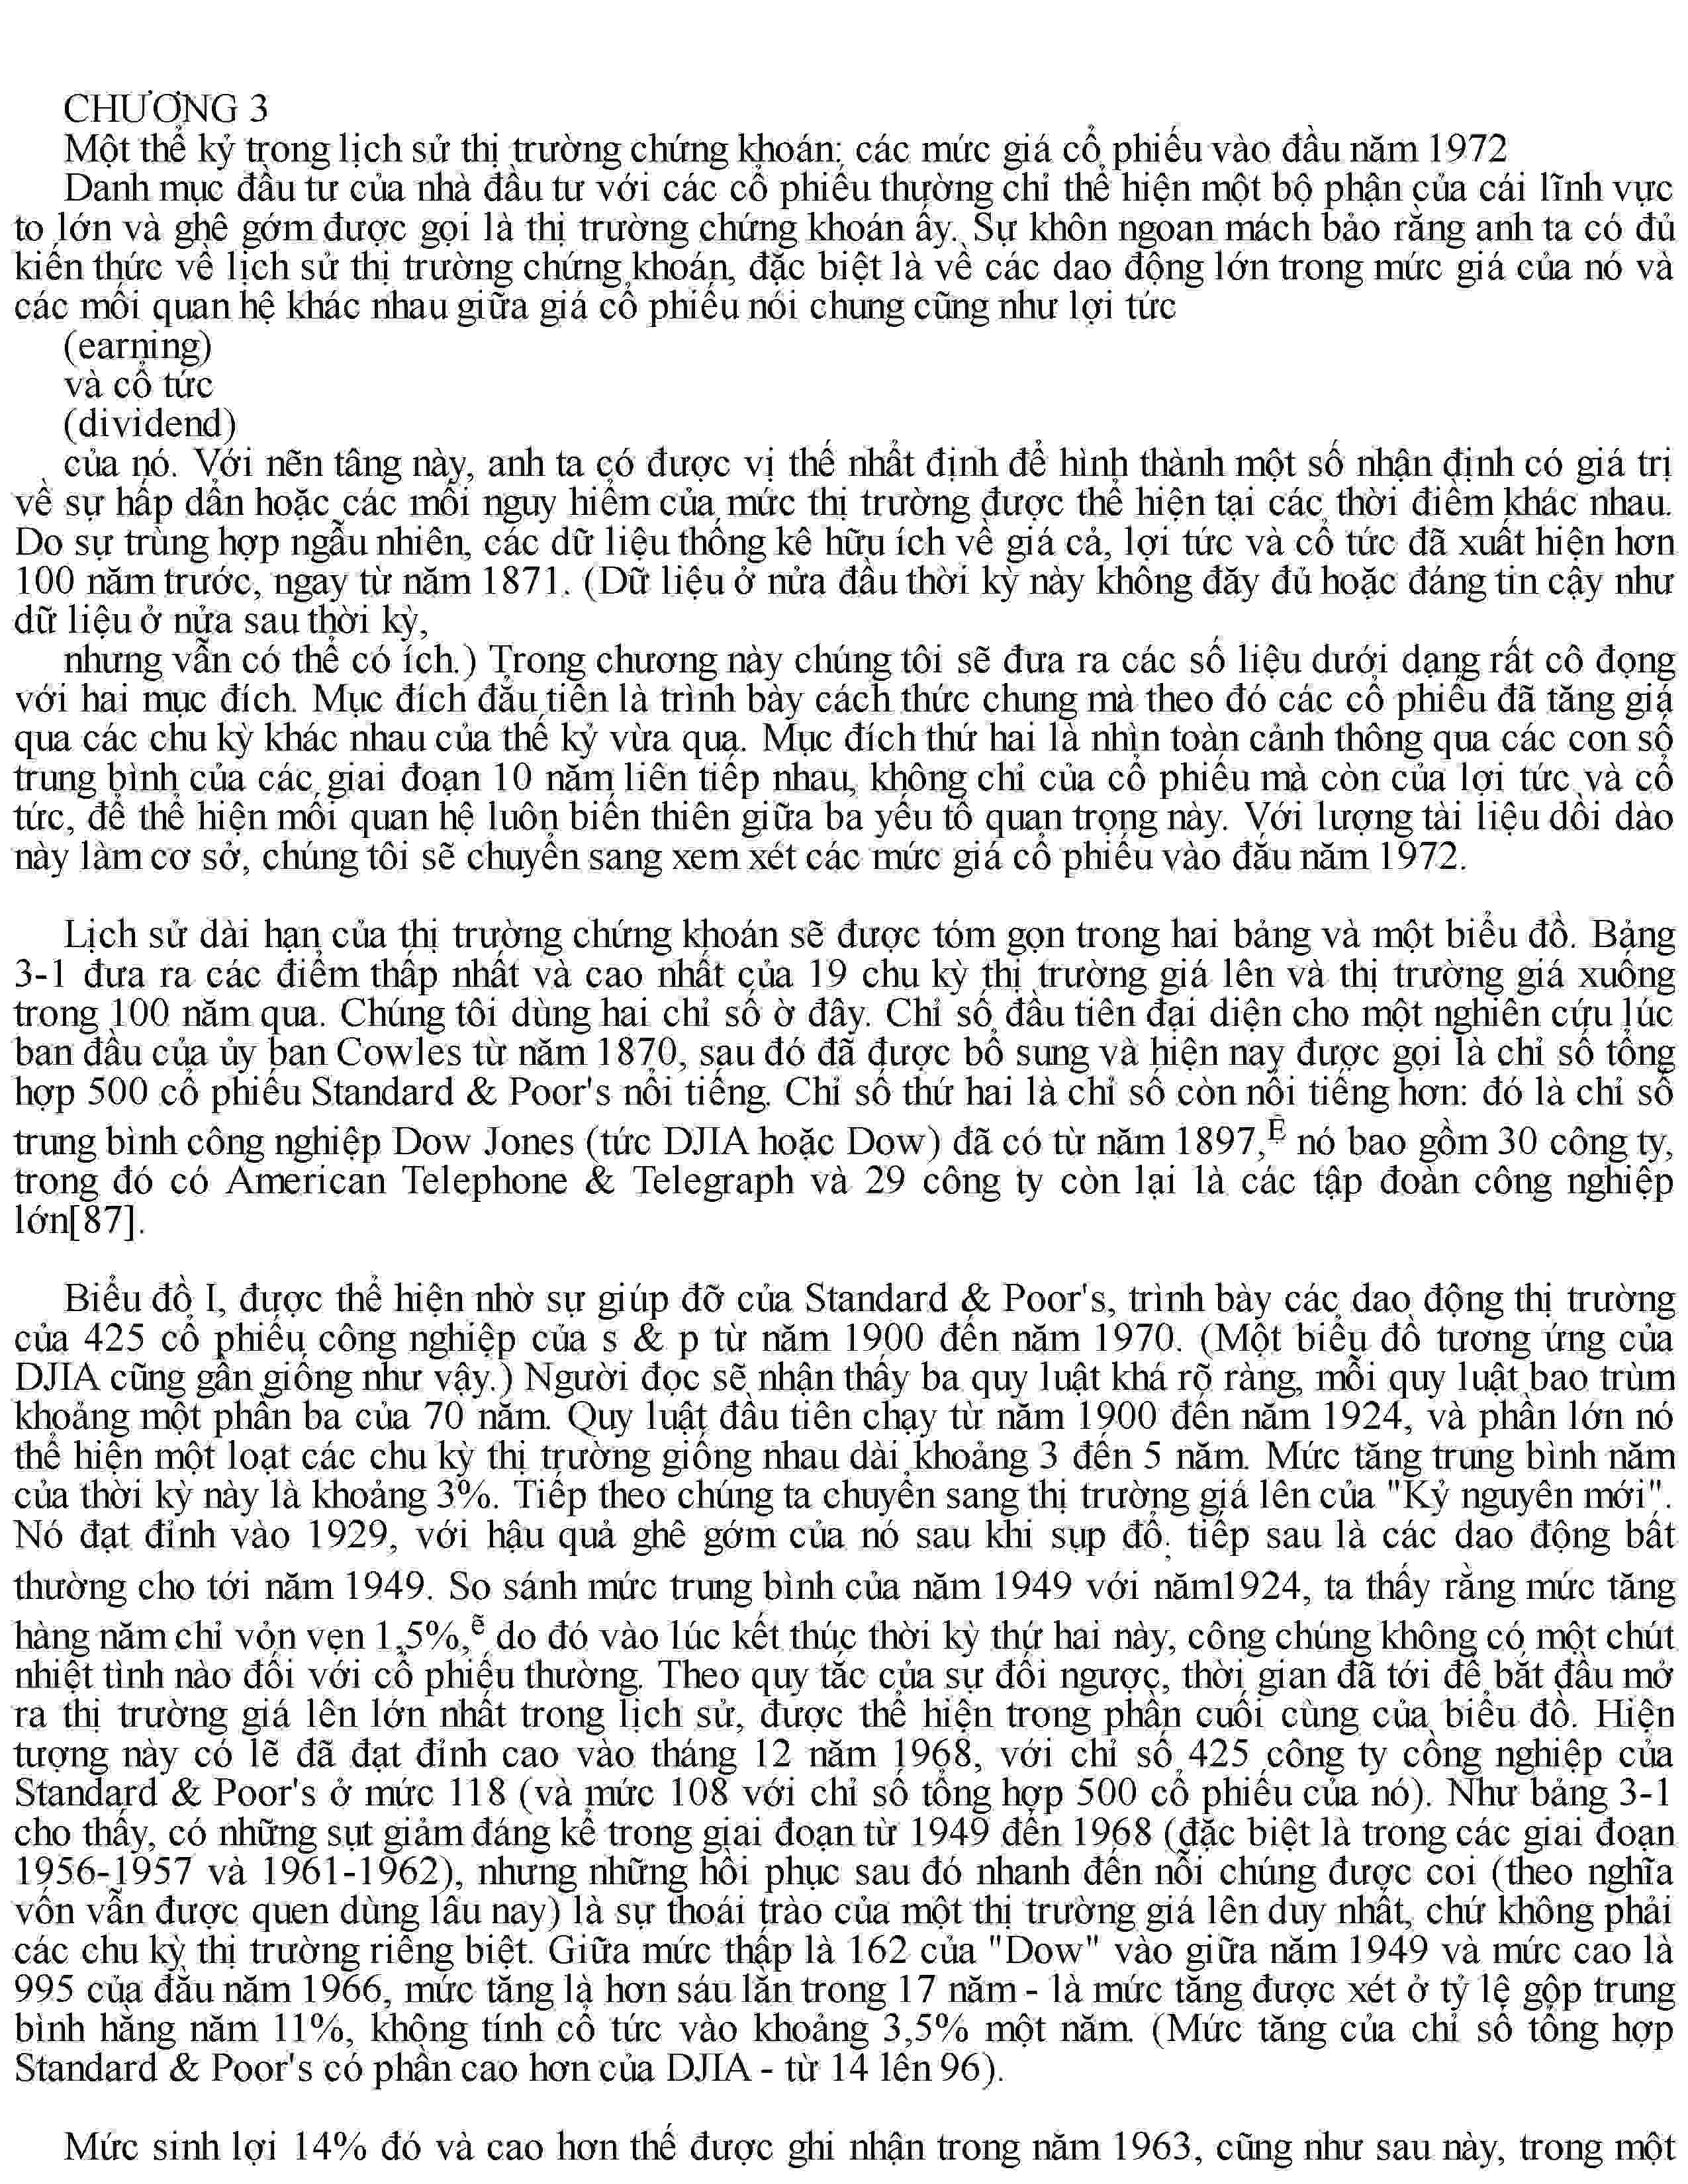 CHƯƠNG 3
Một thế kỷ trong lịch sử thị trường chứng khoán: các mức giá cổ phiếu vào đầu năm 1972
Danh mục đầu tư của nhà đầu tư với các cổ phiếu thường chỉ thể hiện một bộ phận của cái lĩnh vực
to lớn và ghê gớm được gọi là thị trường chứng khoán ấy. Sự khôn ngoan mách bảo rằng anh ta có đủ
kiến thức về lịch sử thị trường chứng khoán, đặc biệt là về các dao động lớn trong mức giá của nó và
các mối quan hệ khác nhau giữa giá cổ phiếu nói chung cũng như lợi tức
(earning)
và cổ tức
(dividend)
của nó. Với nẽn tâng này, anh ta có được vị thế nhất định để hình thành một số nhận định có giá trị
về sự hấp dẫn hoặc các mối nguy hiểm của mức thị trường được thể hiện tại các thời điểm khác nhau.
Do sự trùng hợp ngẫu nhiên, các dữ liệu thống kê hữu ích về giá cả, lợi tức và cổ tức đã xuất hiện hơn
100 năm trước, ngay từ năm 1871. (Dữ liệu ở nửa đầu thời kỳ này không đăy đủ hoặc đáng tin cậy như
dữ liệu ở nửa sau thời kỳ,
nhưng vẫn có thể có ích.) Trong chương này chúng tôi sẽ đưa ra các số liệu dưới dạng rất cô đọng
với hai mục đích. Mục đích đầu tiên là trình bày cách thức chung mà theo đó các cổ phiếu đã tăng giá
qua các chu kỳ khác nhau của thế kỷ vừa qua. Mục đích thứ hai là nhìn toàn cảnh thông qua các con số
trung bình của các giai đoạn 10 năm liên tiếp nhau, không chỉ của cổ phiếu mà còn của lợi tức và cổ
tức, để thể hiện mối quan hệ luôn biến thiên giữa ba yếu tố quan trọng này. Với lượng tài liệu dồi dào
này làm cơ sở, chúng tôi sẽ chuyển sang xem xét các mức giá cổ phiếu vào đầu năm 1972.
Lịch sử dài hạn của thị trường chứng khoán sẽ được tóm gọn trong hai bảng và một biểu đồ. Bảng
3-1 đưa ra các điểm thấp nhất và cao nhất của 19 chu kỳ thị trường giá lên và thị trường giá xuống
trong 100 năm qua. Chúng tôi dùng hai chỉ số ờ đây. Chỉ số đầu tiên đại diện cho một nghiên cứu lúc
ban đầu của ủy ban Cowles từ năm 1870, sau đó đã được bổ sung và hiện nay được gọi là chỉ số tổng
hợp 500 cổ phiếu Standard & Poor's nổi tiếng. Chỉ số thứ hai là chỉ số còn nổi tiếng hơn: đó là chỉ số
trung bình công nghiệp Dow Jones (tức DJIA hoặc Dow) đã có từ năm 1897, nó bao gồm 30 công ty,
trong đó có American Telephone & Telegraph và 29 công ty còn lại là các tập đoàn công nghiệp
lớn[87].
Biểu đồ I, được thể hiện nhờ sự giúp đỡ của Standard & Poor's, trình bày các dao động thị trường
của 425 cổ phiếu công nghiệp của s & p từ năm 1900 đến năm 1970. (Một biểu đồ tương ứng của
DJIA cũng gần giống như vậy.) Người đọc sẽ nhận thấy ba quy luật khá rõ ràng, mỗi quy luật bao trùm
khoảng một phần ba của 70 năm. Quy luật đầu tiên chạy từ năm 1900 đến năm 1924, và phần lớn nó
thể hiện một loạt các chu kỳ thị trường giống nhau dài khoảng 3 đến 5 năm. Mức tăng trung bình năm
của thời kỳ này là khoảng 3%. Tiếp theo chúng ta chuyển sang thị trường giá lên của "Kỷ nguyên mới".
Nó đạt đỉnh vào 1929, với hậu quả ghê gớm của nó sau khi sụp đổ; tiếp sau là các dao động bất
thường cho tới năm 1949. So sánh mức trung bình của năm 1949 với năm1924, ta thấy rằng mức tăng
hàng năm chỉ vỏn vẹn 1,5%, do đó vào lúc kết thúc thời kỳ thứ hai này, công chúng không có một chút
nhiệt tình nào đối với cổ phiếu thường. Theo quy tắc của sự đối ngược, thời gian đã tới để bắt đầu mở
ra thị trường giá lên lớn nhất trong lịch sử, được thể hiện trong phần cuối cùng của biểu đồ. Hiện
tượng này có lẽ đã đạt đỉnh cao vào tháng 12 năm 1968, với chỉ số 425 công ty công nghiệp của
Standard & Poor's ở mức 118 (và mức 108 với chỉ số tổng hợp 500 cổ phiếu của nó). Như bảng 3-1
cho thấy, có những sụt giảm đáng kể trong giai đoạn từ 1949 đến 1968 (đặc biệt là trong các giai đoạn
1956-1957 và 1961-1962), nhưng những hồi phục sau đó nhanh đến nỗi chúng được coi (theo nghĩa
vốn vẫn được quen dùng lâu nay) là sự thoái trào của một thị trường giá lên duy nhất, chứ không phải
các chu kỳ thị trường riêng biệt. Giữa mức thấp là 162 của "Dow" vào giữa năm 1949 và mức cao là
995 của đầu năm 1966, mức tăng là hơn sáu lần trong 17 năm - là mức tăng được xét ở tỷ lệ gộp trung
bình hằng năm 11%, không tính cổ tức vào khoảng 3,5% một năm. (Mức tăng của chỉ số tổng hợp
Standard & Poor's có phần cao hơn của DJIA - từ 14 lên 96).
Mức sinh lợi 14% đó và cao hơn thế được ghi nhận trong năm 1963, cũng như sau này, trong một